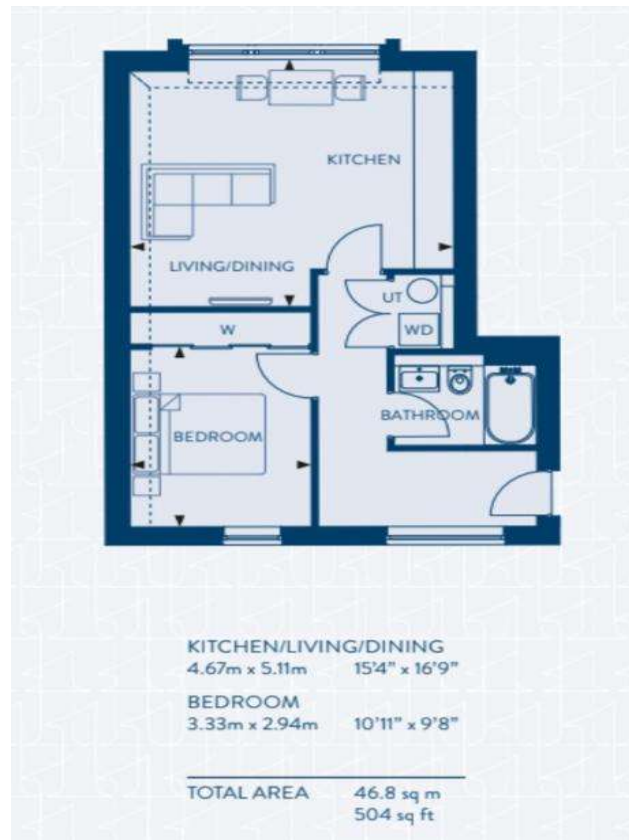 KITCHEN
LIVING/DINING
UT
WD
W
BATHROOM
BEDROOM
KITCHEN/LIVING/DINING
4.67m x 5.11m 15'4" x 16'9"
BEDROOM
3.33m x 2.94m 10'11" x 9'8"
TOTAL AREA 46.8 sq m
504 sq ft